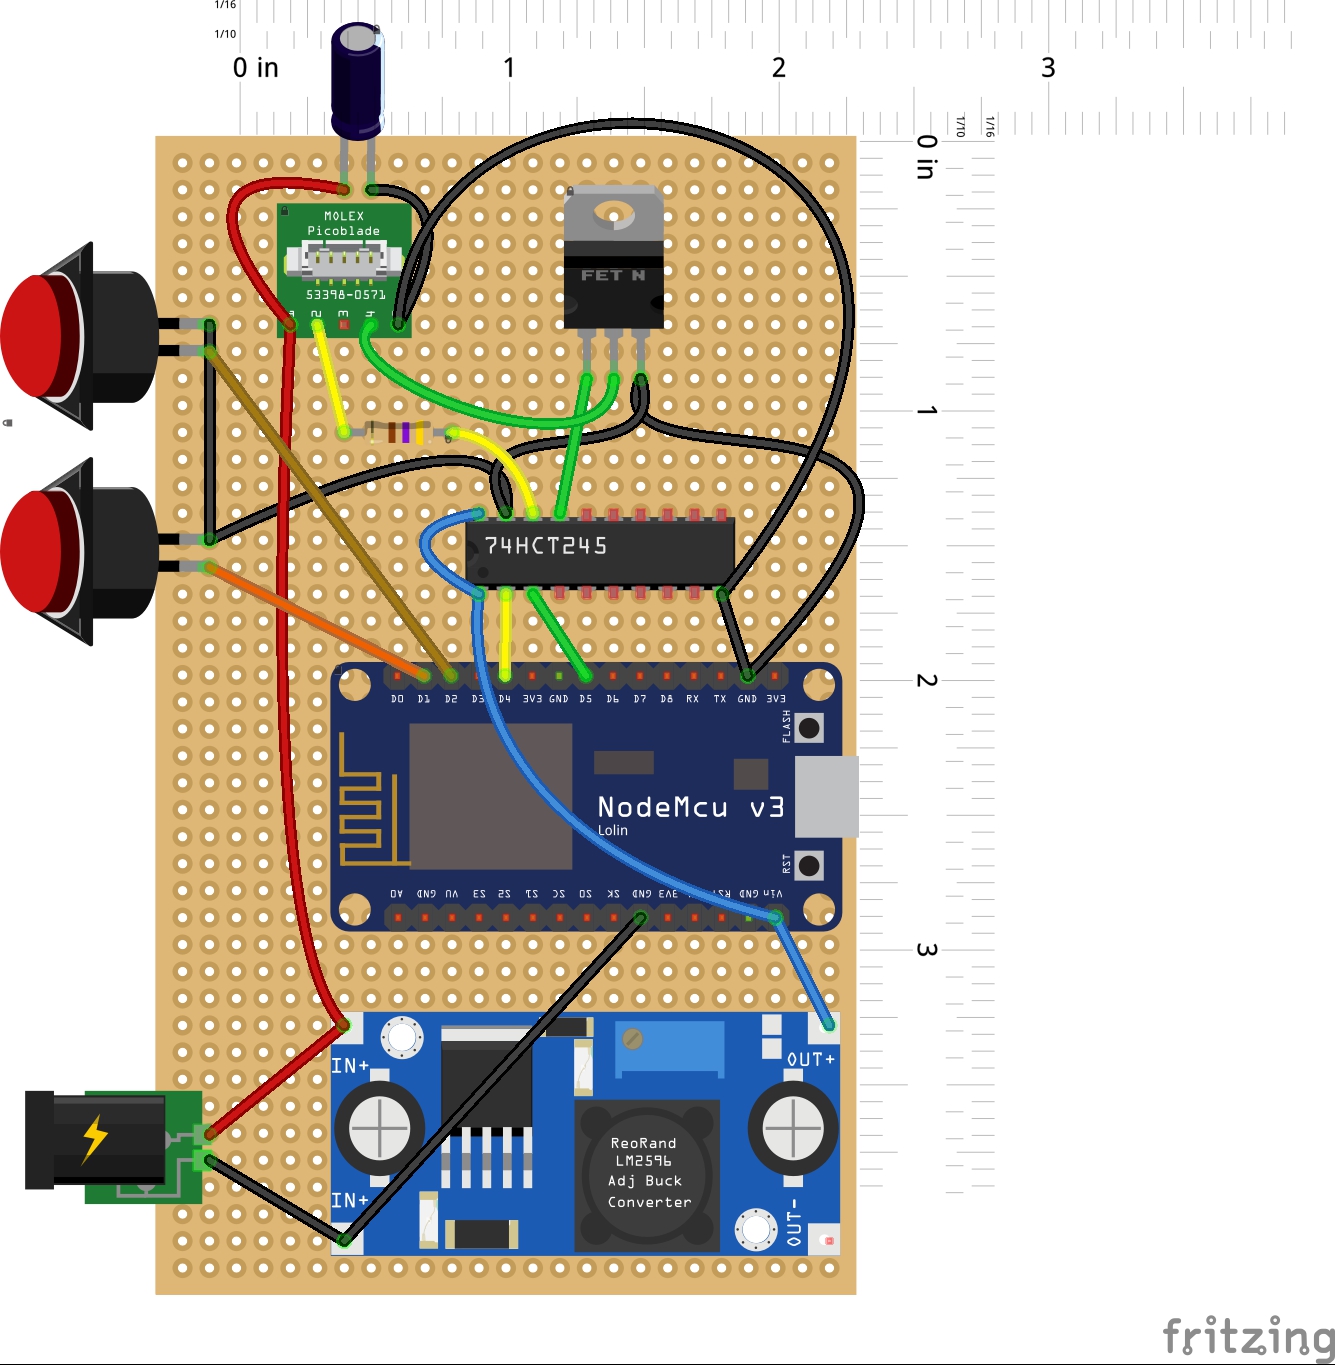 1/16
1/10
0 in
1
2
3
1/10
1/16
0 in
1
2
3
MOLEX
Picoblade
53398-0571
2
3
4
FET N
74HCT245
D0 D1 D2 D3 D4 3V3 GND D5 D6 D7 D8 RX TX GND 3V3
FLASH
NodeMcu v3
Lolin
RST
A0 GND VU S3 S2 S1 SC S0 SK GND 3V3 RST GND Vin
IN+
OUT+
ReoRand
LM2596
Adj Buck
Converter
IN+
OUT-
fritzing